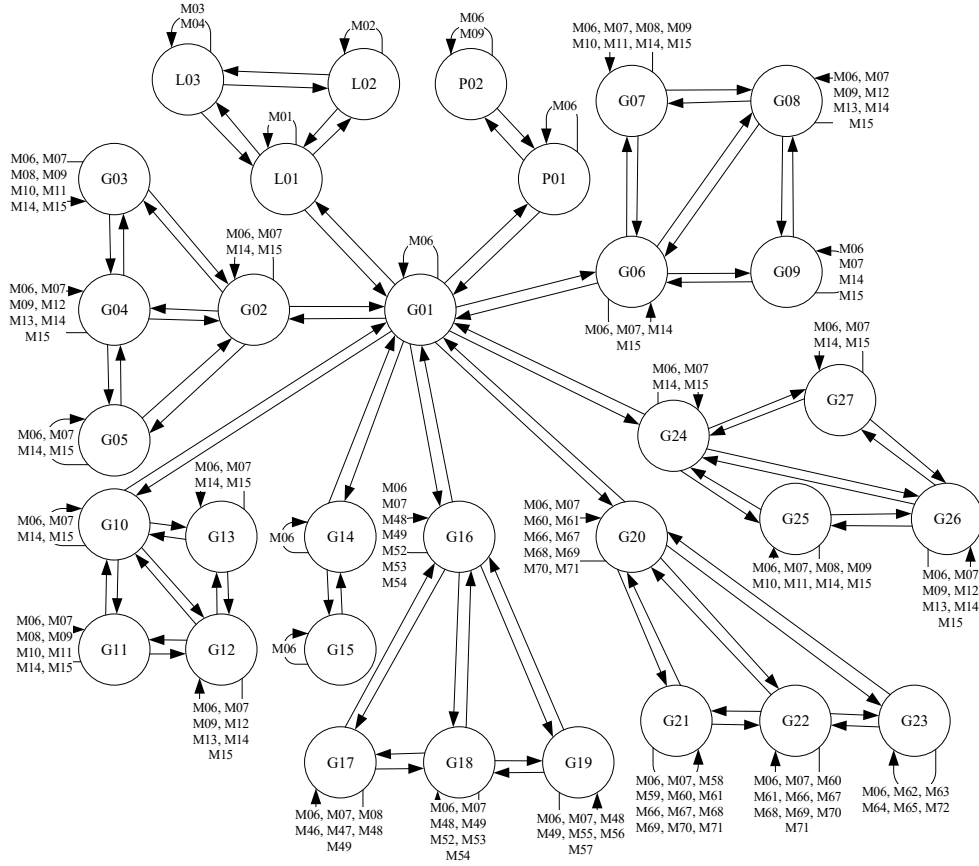 M03
M04
L03
M02
L02
M01
L01
M06
M09
P02
M06
P01
M06, M07, M08, M09
M10, M11, M14, M15
G07
G08
M06, M07
M09, M12
M13, M14
M15
M06, M07
M08, M09
M10, M11
M14, M15
G03
M06, M07
M14, M15
G02
M06
G01
G06
M06, M07, M14
M15
G09
M06
M07
M14
M15
M06, M07
M09, M12
M13, M14
M15
G04
M06, M07
M14, M15
G05
M06, M07
M14, M15
G24
M06, M07
M14, M15
G27
M06, M07
M14, M15
G10
M06, M07
M14, M15
G13
M06
G14
M06
M07
M48
M49
M52
M53
M54
G16
M06, M07
M60, M61
M66, M67
M68, M69
M70, M71
G20
G25
M06, M07, M08, M09
M10, M11, M14, M15
G26
M06, M07
M09, M12
M13, M14
M15
M06, M07
M08, M09
M10, M11
M14, M15
G11
G12
M06, M07
M09, M12
M13, M14
M15
M06
G15
G17
M06, M07, M08
M46, M47, M48
M49
G18
M06, M07
M48, M49
M52, M53
M54
G19
M06, M07, M48
M49, M55, M56
M57
G21
M06, M07, M58
M59, M60, M61
M66, M67, M68
M69, M70, M71
G22
M06, M07, M60
M61, M66, M67
M68, M69, M70
M71
G23
M06, M62, M63
M64, M65, M72